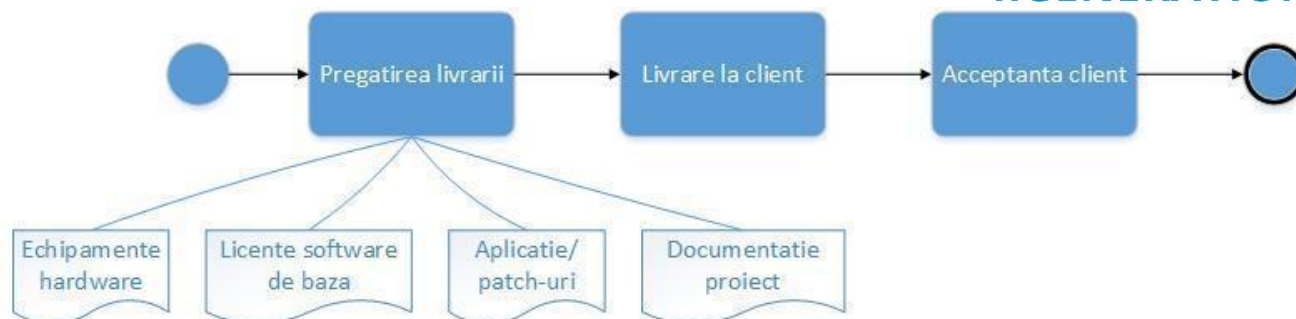 Pregatirea livrarii
Livrare la client
Acceptanta client
Echipamente
hardware
Licente software
de baza
Aplicatie/
patch-uri
Documentatie
proiect